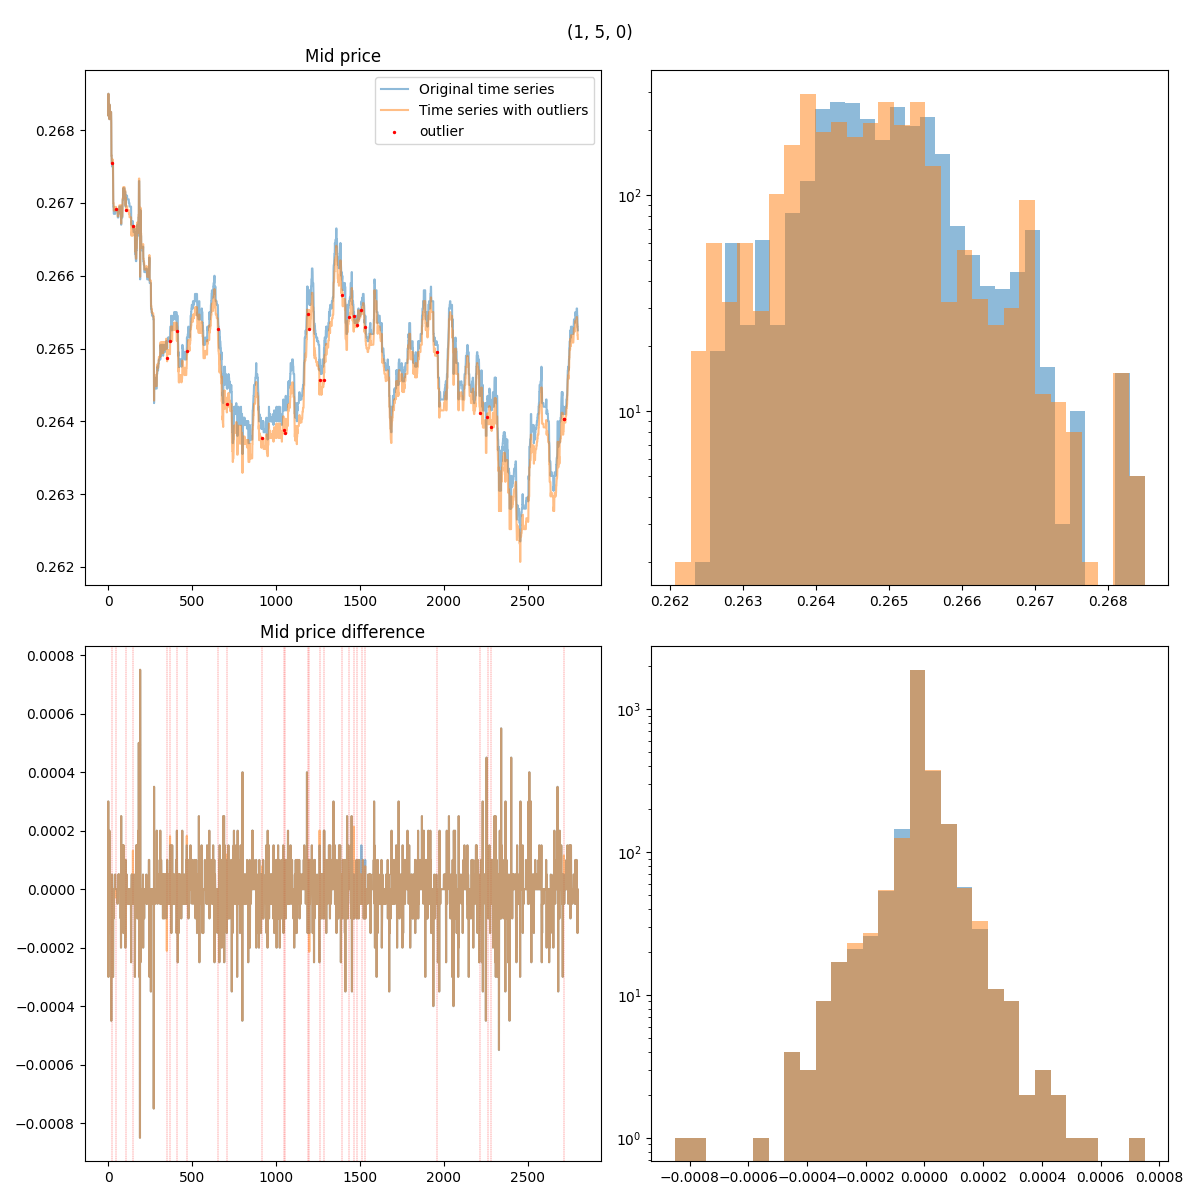 (1, 5, 0)
Mid price
Original time series
Time series with outliers
outlier
0.268
0.267
0.266
0.265
0.264
0.263
0.262
0 500 1000 1500 2000 2500
10²
10¹
0.262 0.263 0.264 0.265 0.266 0.267 0.268
Mid price difference
0.0008
0.0006
0.0004
0.0002
0.0000
−0.0002
−0.0004
−0.0006
−0.0008
0 500 1000 1500 2000 2500
10³
10²
10¹
10⁰
−0.0008 −0.0006 −0.0004 −0.0002 0.0000 0.0002 0.0004 0.0006 0.0008